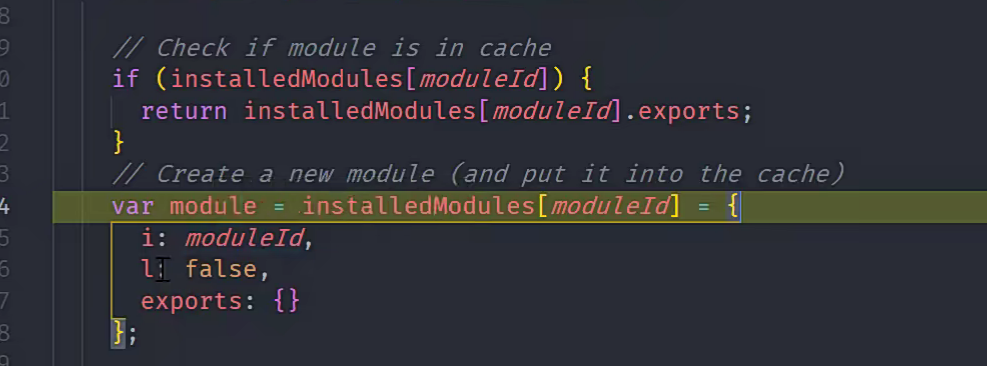 8
9 // Check if module is in cache
0 if (installedModules[moduleId]) {
1 return installedModules[moduleId].exports;
2 }
3 // Create a new module (and put it into the cache)
4 var module = installedModules[moduleId] = {
5 i: moduleId,
6 l: false,
7 exports: {}
8 };
9